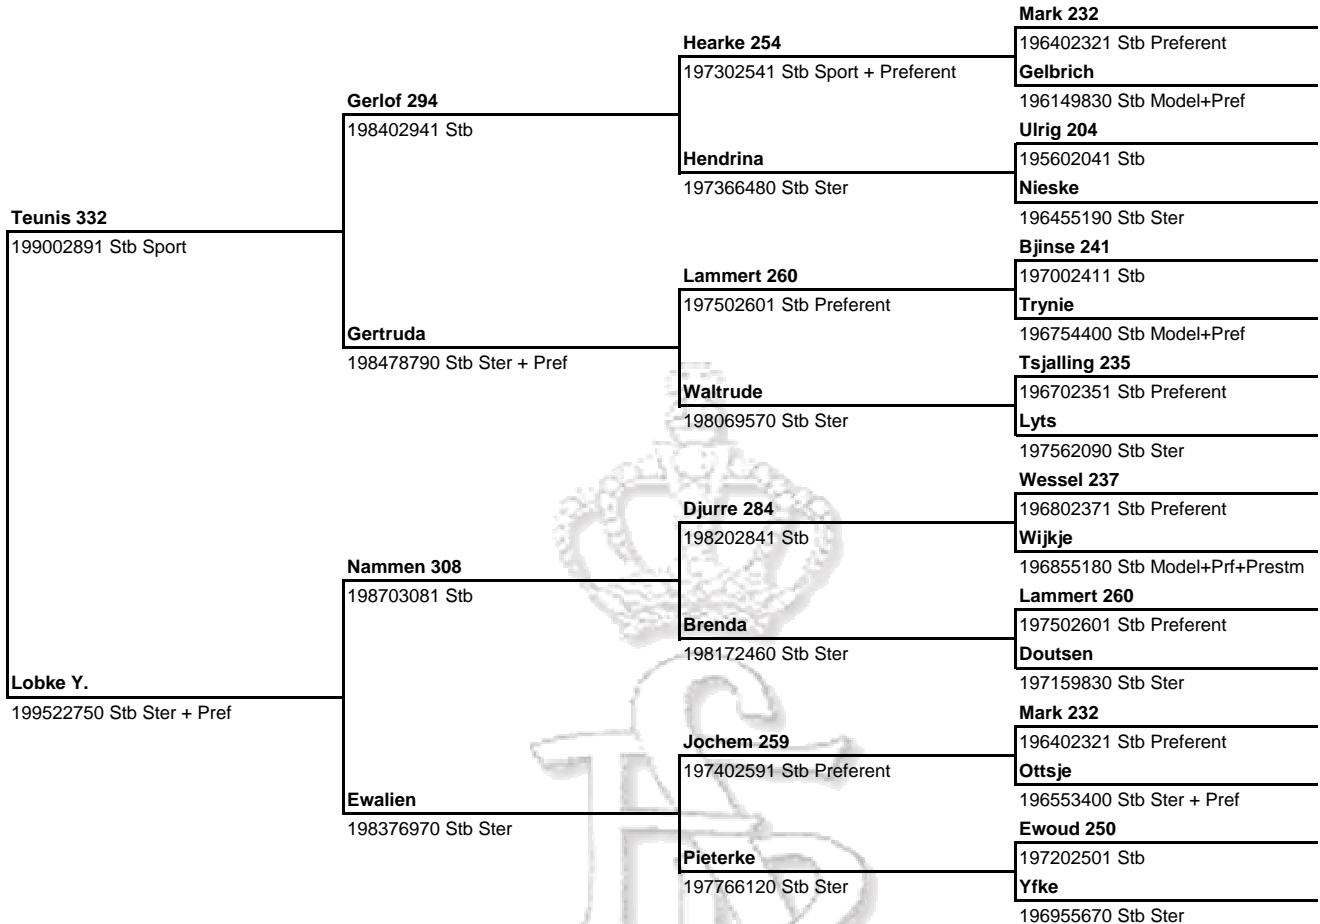 Mark 232
Hearke 254
196402321 Stb Preferent
197302541 Stb Sport + Preferent
Gelbrich
Gerlof 294
196149830 Stb Model+Pref
198402941 Stb
Ulrig 204
Hendrina
195602041 Stb
197366480 Stb Ster
Nieske
Teunis 332
196455190 Stb Ster
199002891 Stb Sport
Bjinse 241
Lammert 260
197002411 Stb
197502601 Stb Preferent
Trynie
Gertruda
196754400 Stb Model+Pref
198478790 Stb Ster + Pref
Tsjalling 235
Waltrude
196702351 Stb Preferent
198069570 Stb Ster
Lyts
197562090 Stb Ster
Wessel 237
Djurre 284
196802371 Stb Preferent
198202841 Stb
Wijkje
Nammen 308
196855180 Stb Model+Prf+Prestm
198703081 Stb
Lammert 260
Brenda
197502601 Stb Preferent
198172460 Stb Ster
Doutsen
Lobke Y.
197159830 Stb Ster
199522750 Stb Ster + Pref
Mark 232
Jochem 259
196402321 Stb Preferent
197402591 Stb Preferent
Ottsje
Ewalien
196553400 Stb Ster + Pref
198376970 Stb Ster
Ewoud 250
Pieterke
197202501 Stb
197766120 Stb Ster
Yfke
196955670 Stb Ster